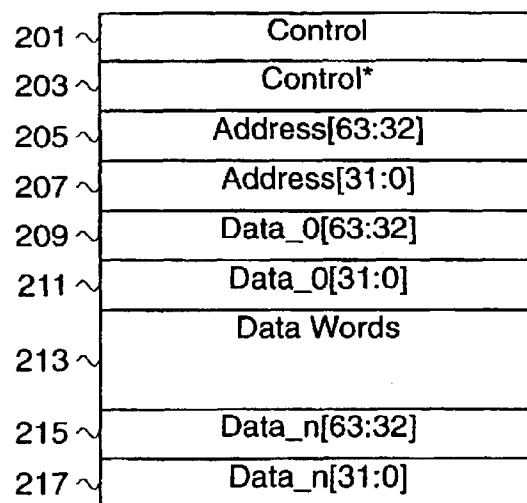 201 Control
203 Control*
205 Address[63:32]
207 Address[31:0]
209 Data_0[63:32]
211 Data_0[31:0]
213 Data Words
215 Data_n[63:32]
217 Data_n[31:0]